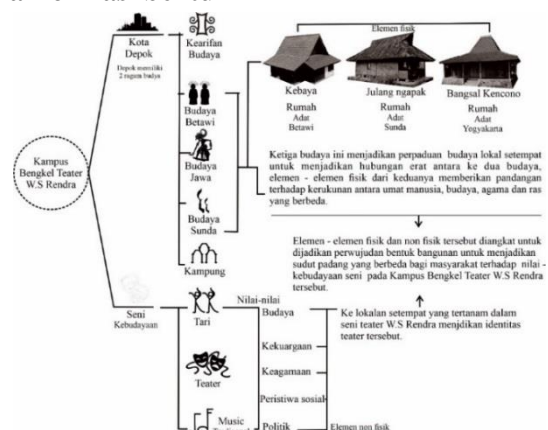 Kota
Depok
Depok memiliki
2 ragam budya
Kearifan
Budaya
Budaya
Betawi
Budaya
Jawa
Budaya
Sunda
Kampung
Kampus
Bengkel Teater
W.S Rendra
Elemen fisik
Kebaya
Rumah
Adat
Betawi
Julang ngapak
Rumah
Adat
Sunda
Bangsal Kencono
Rumah
Adat
Yogyakarta
Ketiga budaya ini menjadikan perpaduan budaya lokal setempat
untuk menjadikan hubungan erat antara ke dua budaya,
elemen - elemen fisik dari keduanya memberikan pandangan
terhadap kerukunan antara umat manusia, budaya, agama dan ras
yang berbeda.
Elemen - elemen fisik dan non fisik tersebut diangkat untuk
dijadikan perwujudan bentuk bangunan untuk menjadikan
sudut padang yang berbeda bagi masyarakat terhadap nilai -
kebudayaan seni pada Kampus Bengkel Teater W.S Rendra
tersebut.
Seni
Kebudayaan
Tari
Teater
Music
Nilai-nilai
Budaya
Kekuargaan
Keagamaan
Peristiwa sosial
Politik
Elemen non fisik
Ke lokalan setempat yang tertanam dalam
seni teater W.S Rendra menjdikan identitas
teater tersebut.